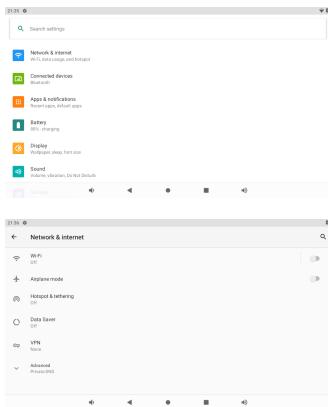 21:35
Search settings
Network & internet
Wi-Fi, data usage, and hotspot
Connected devices
Bluetooth
Apps & notifications
Recent apps, default apps
Battery
80% - charging
Display
Wallpaper, sleep, font size
Sound
Volume, vibration, Do Not Disturb
21:36
Network & internet
Wi-Fi
Off
Airplane mode
Hotspot & tethering
Off
Data Saver
Off
VPN
None
Advanced
Private DNS